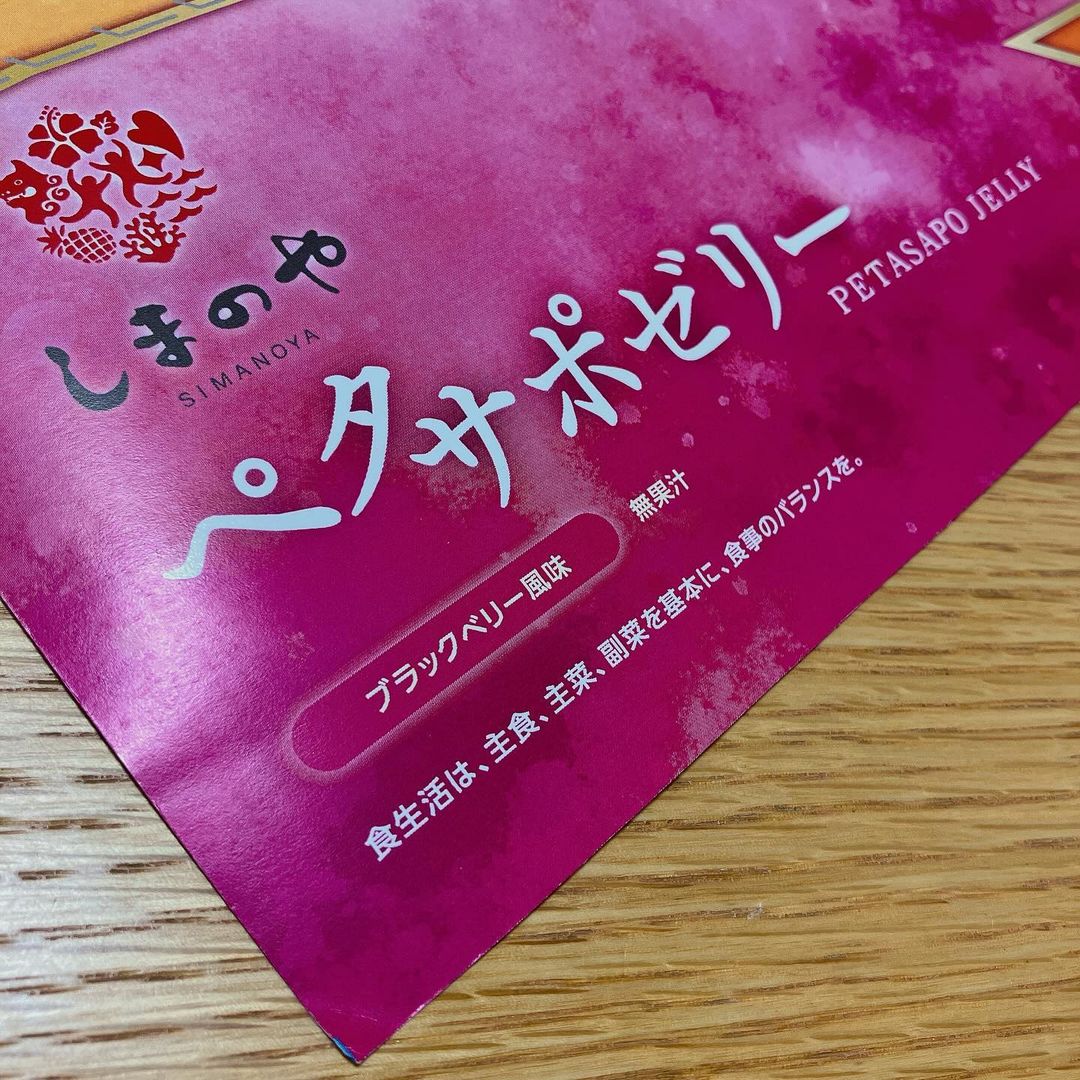 しまのや
SIMANOYA
ペタサポゼリー
PETASAPO JELLY
ブラックベリー風味
無果汁
食生活は、主食、主菜、副菜を基本に、食事のバランスを。